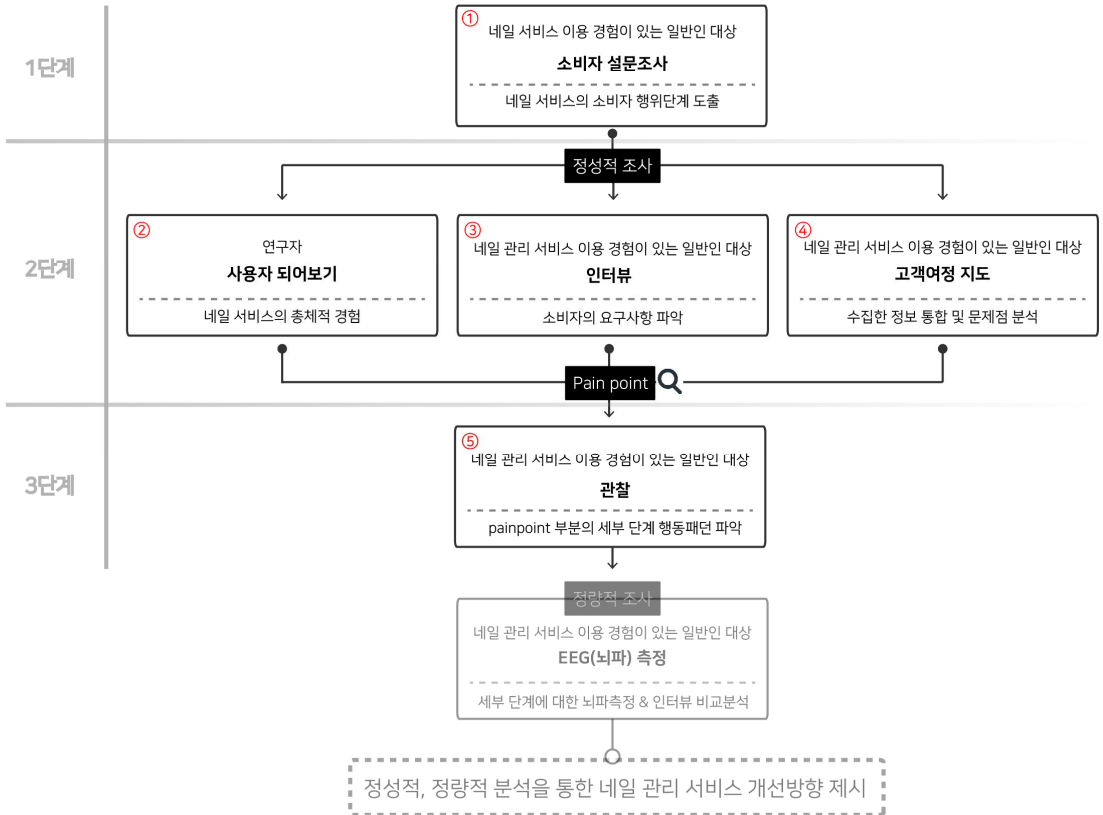 1단계
①
네일 서비스 이용 경험이 있는 일반인 대상
소비자 설문조사
네일 서비스의 소비자 행위단계 도출
정성적 조사
2단계
②
연구자
사용자 되어보기
네일 서비스의 총체적 경험
③
네일 관리 서비스 이용 경험이 있는 일반인 대상
인터뷰
소비자의 요구사항 파악
④
네일 관리 서비스 이용 경험이 있는 일반인 대상
고객여정 지도
수집한 정보 통합 및 문제점 분석
Pain point
3단계
⑤
네일 관리 서비스 이용 경험이 있는 일반인 대상
관찰
painpoint 부분의 세부 단계 행동패턴 파악
정량적 조사
네일 관리 서비스 이용 경험이 있는 일반인 대상
EEG(뇌파) 측정
세부 단계에 대한 뇌파측정 & 인터뷰 비교분석
정성적, 정량적 분석을 통한 네일 관리 서비스 개선방향 제시